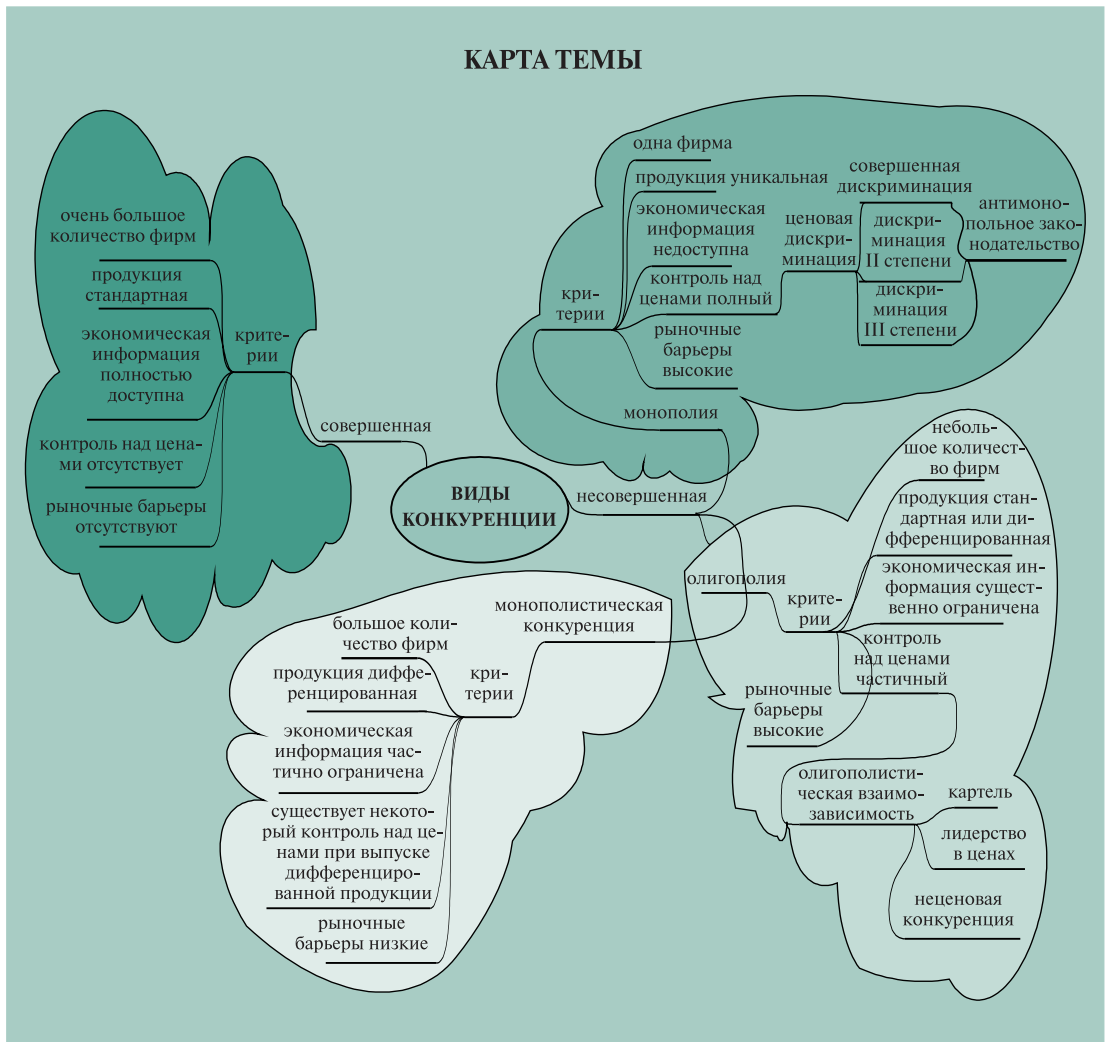 КАРТА ТЕМЫ
очень большое
количество фирм
продукция
стандартная
экономическая
информация
полностью
доступна
контроль над цена-
ми отсутствует
рыночные барьеры
отсутствуют
крите-
рии
совершенная
ВИДЫ
КОНКУРЕНЦИИ
несовершенная
монополия
кри-
терии
одна фирма
продукция уникальная
экономическая
информация
недоступна
контроль над
ценами полный
рыночные
барьеры
высокие
ценовая
дискри-
минация
совершенная
дискриминация
дискри-
минация
II степени
дискри-
минация
III степени
антимоно-
польное зако-
нодательство
олигополия
крите-
рии
неболь-
шое количест-
во фирм
продукция стан-
дартная или ди-
фференцированная
экономическая ин-
формация сущест-
венно ограничена
контроль
над ценами
частичный
рыночные
барьеры
высокие
олигополисти-
ческая взаимо-
зависимость
картель
лидерство
в ценах
неценовая
конкуренция
монополистическая
конкуренция
кри-
терии
большое коли-
чество фирм
продукция диффе-
ренцированная
экономическая
информация час-
тично ограничена
существует некото-
рый контроль над це-
нами при выпуске
дифференциро-
ванной продукции
рыночные
барьеры низкие